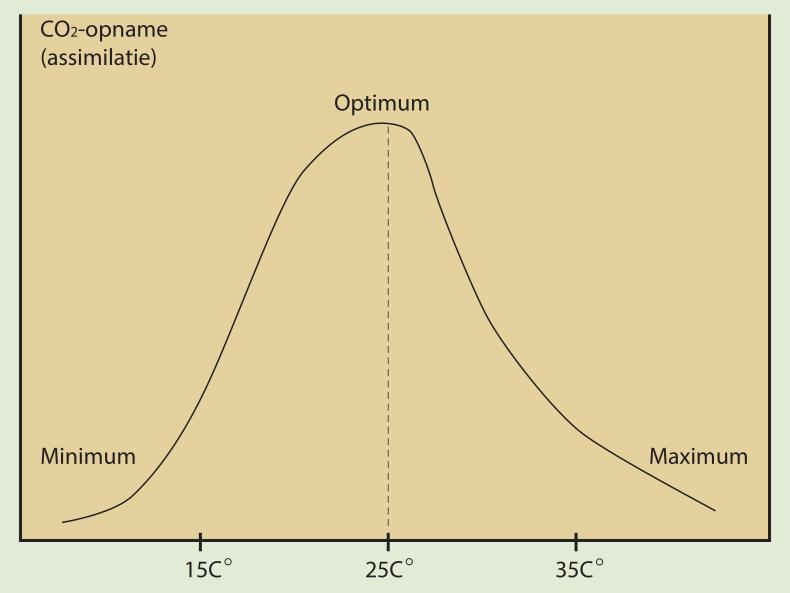 CO₂-opname
(assimilatie)
Optimum
Minimum
Maximum
15C°
25C°
35C°